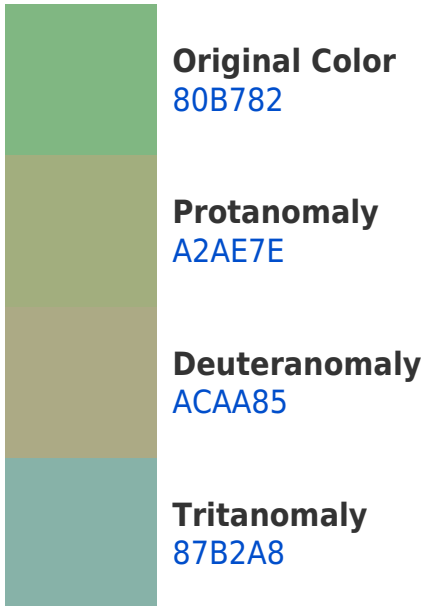 Original Color
80B782
Protanomaly
A2AE7E
Deuteranomaly
ACAA85
Tritanomaly
87B2A8